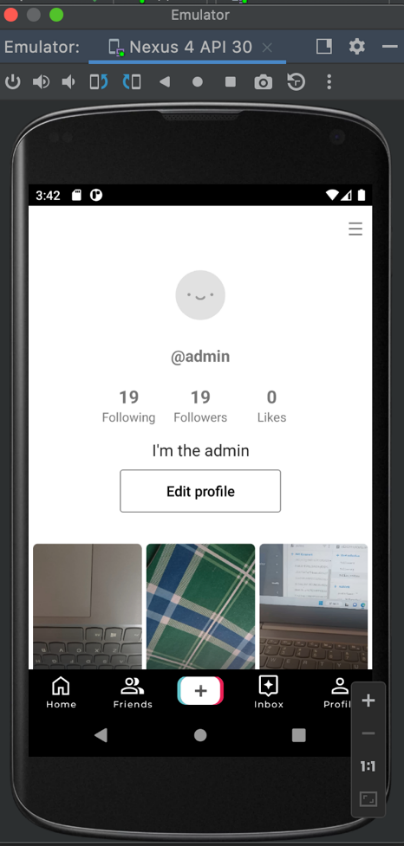 Emulator
Emulator: Nexus 4 API 30
3:42
@admin
19 19 0
Following Followers Likes
I'm the admin
Edit profile
Home Friends Inbox Profil
1:1